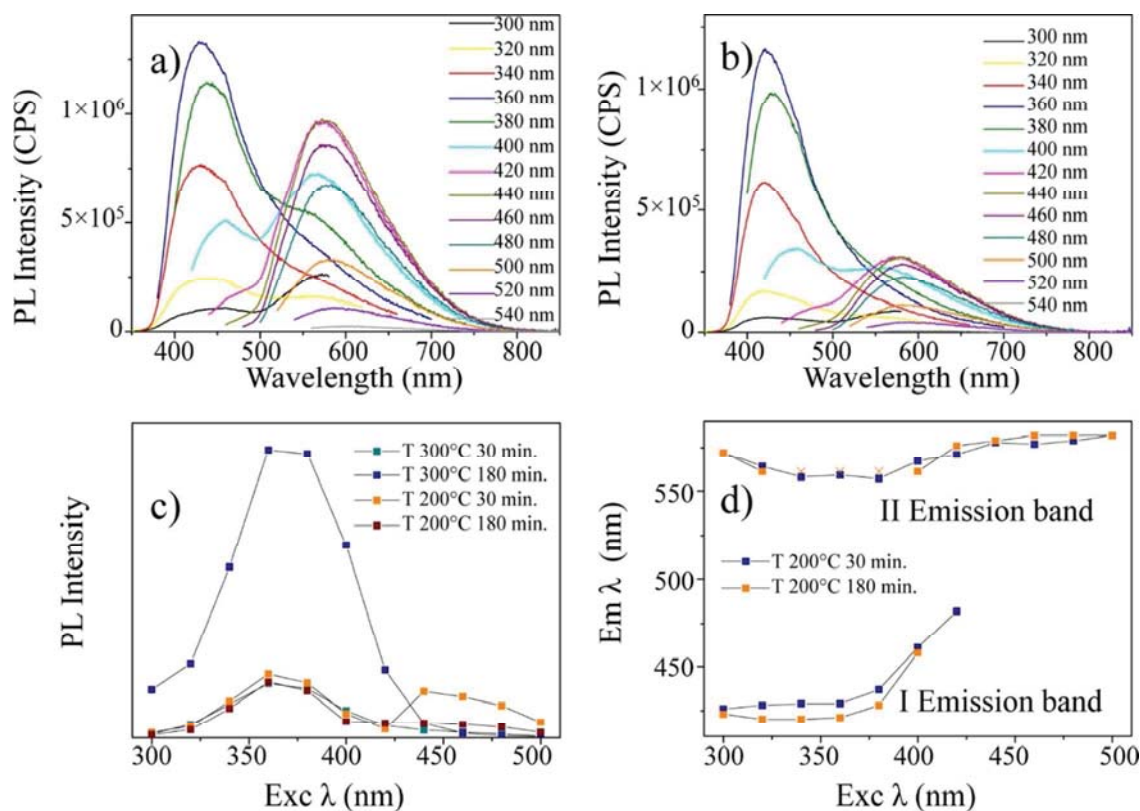 a)
PL Intensity (CPS)
1×10⁶
5×10⁵
0
400 500 600 700 800
Wavelength (nm)
300 nm
320 nm
340 nm
360 nm
380 nm
400 nm
420 nm
440 nm
460 nm
480 nm
500 nm
520 nm
540 nm
b)
PL Intensity (CPS)
1×10⁶
5×10⁵
0
400 500 600 700 800
Wavelength (nm)
300 nm
320 nm
340 nm
360 nm
380 nm
400 nm
420 nm
440 nm
460 nm
480 nm
500 nm
520 nm
540 nm
c)
PL Intensity
T 300°C 30 min.
T 300°C 180 min.
T 200°C 30 min.
T 200°C 180 min.
300 350 400 450 500
Exc λ (nm)
d)
Em λ (nm)
550
500
450
II Emission band
T 200°C 30 min.
T 200°C 180 min.
I Emission band
300 350 400 450 500
Exc λ (nm)